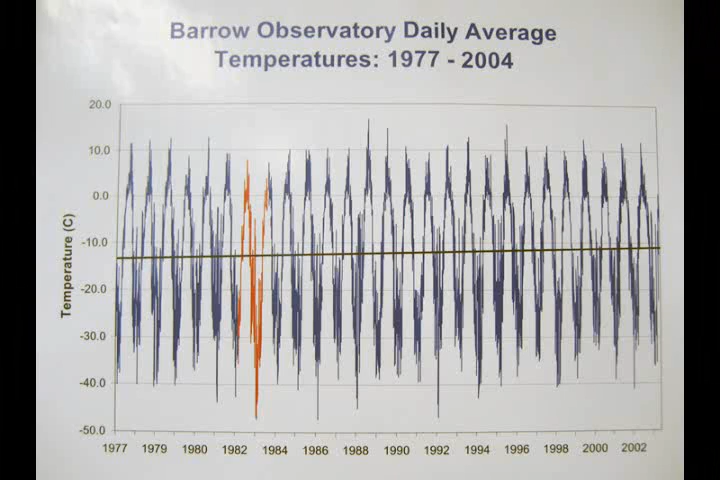 Barrow Observatory Daily Average
Temperatures: 1977 - 2004
20.0
10.0
0.0
-10.0
-20.0
-30.0
-40.0
-50.0
Temperature (C)
1977 1979 1980 1982 1984 1986 1988 1990 1992 1994 1996 1998 2000 2002